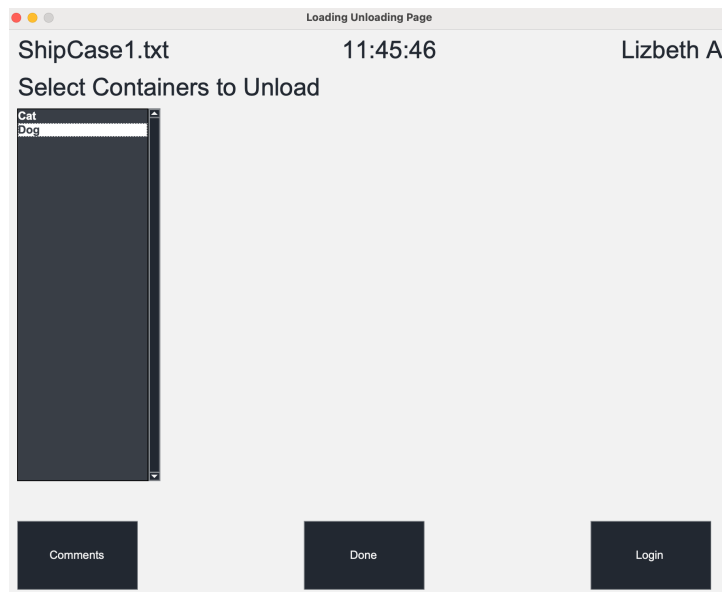 Loading Unloading Page
ShipCase1.txt 11:45:46 Lizbeth A
Select Containers to Unload
Cat
Dog
Comments Done Login